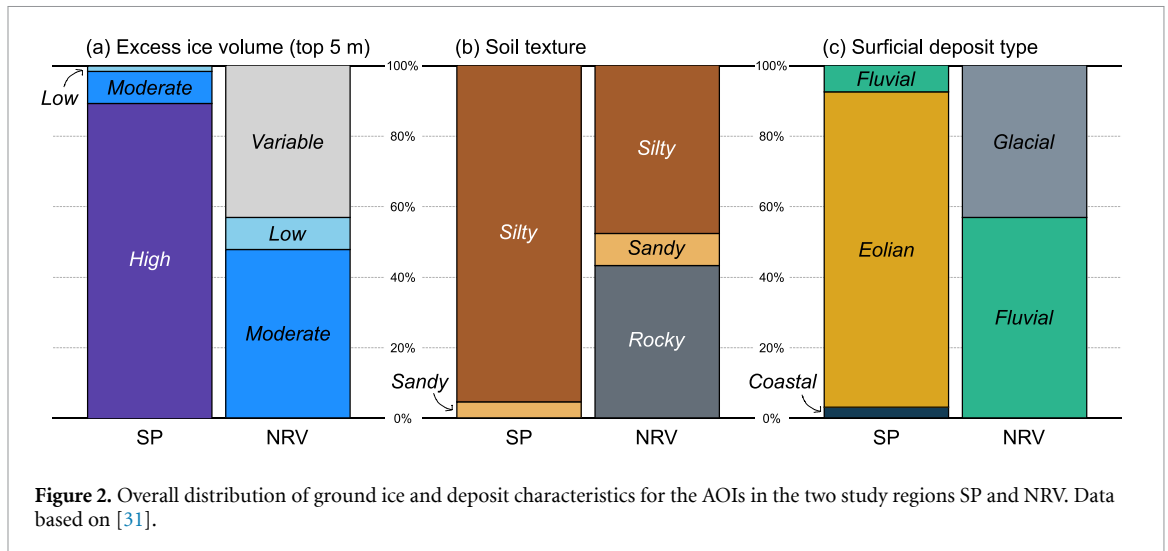 (a) Excess ice volume (top 5 m)
(b) Soil texture
(c) Surficial deposit type
Low
Moderate
High
Variable
Low
Moderate
100%
80%
60%
40%
20%
0%
Silty
Sandy
Silty
Sandy
Rocky
100%
80%
60%
40%
20%
0%
Fluvial
Eolian
Coastal
Glacial
Fluvial
SP
NRV
SP
NRV
SP
NRV
Figure 2. Overall distribution of ground ice and deposit characteristics for the AOIs in the two study regions SP and NRV. Data
based on [31].